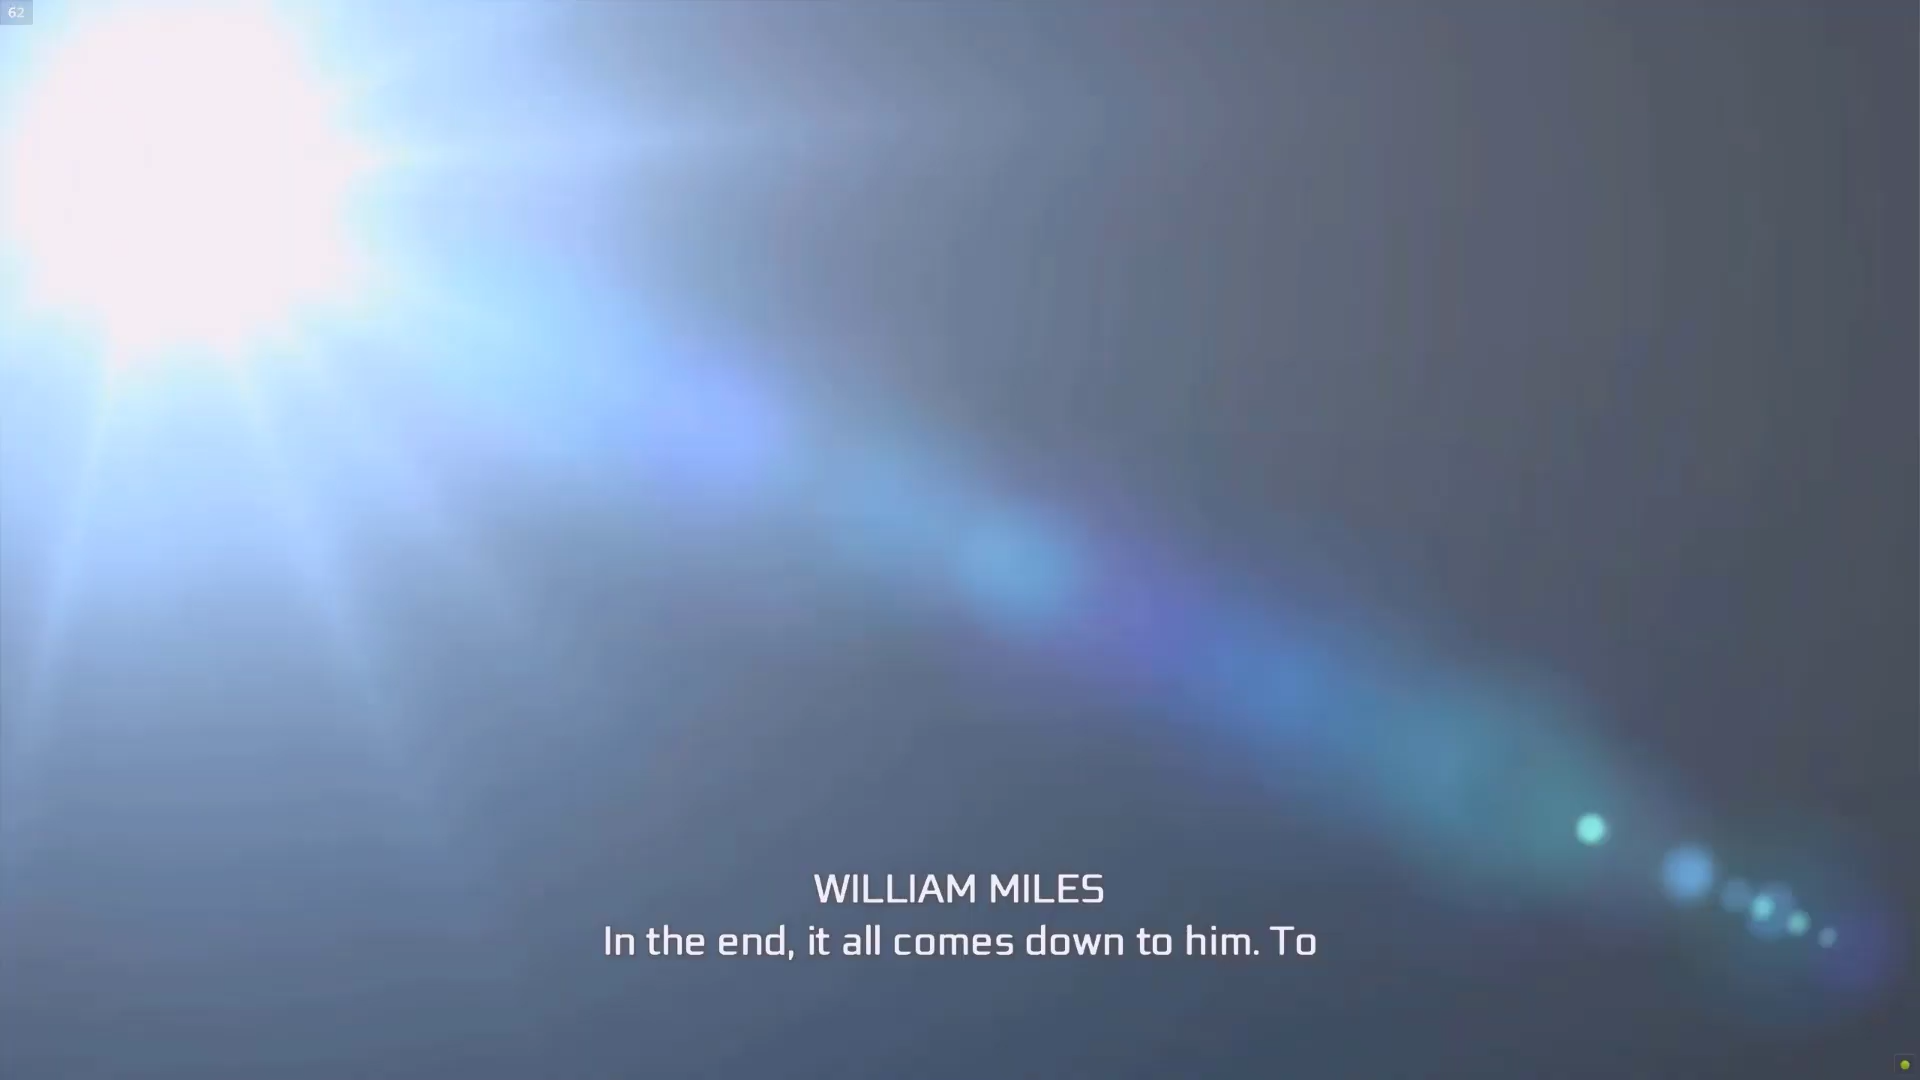 62
WILLIAM MILES
In the end, it all comes down to him. To